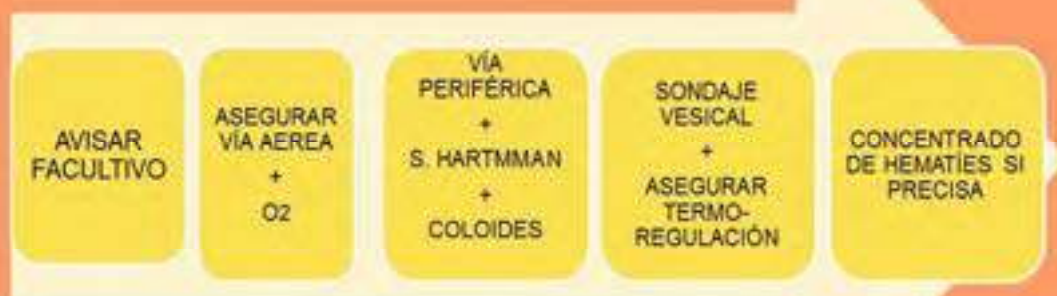 AVISAR
FACULTIVO
ASEGURAR
VÍA AEREA
+
O2
VÍA
PERIFÉRICA
+
S. HARTMMAN
+
COLOIDES
SONDAJE
VESICAL
+
ASEGURAR
TERMO-
REGULACIÓN
CONCENTRADO
DE HEMATÍES SI
PRECISA